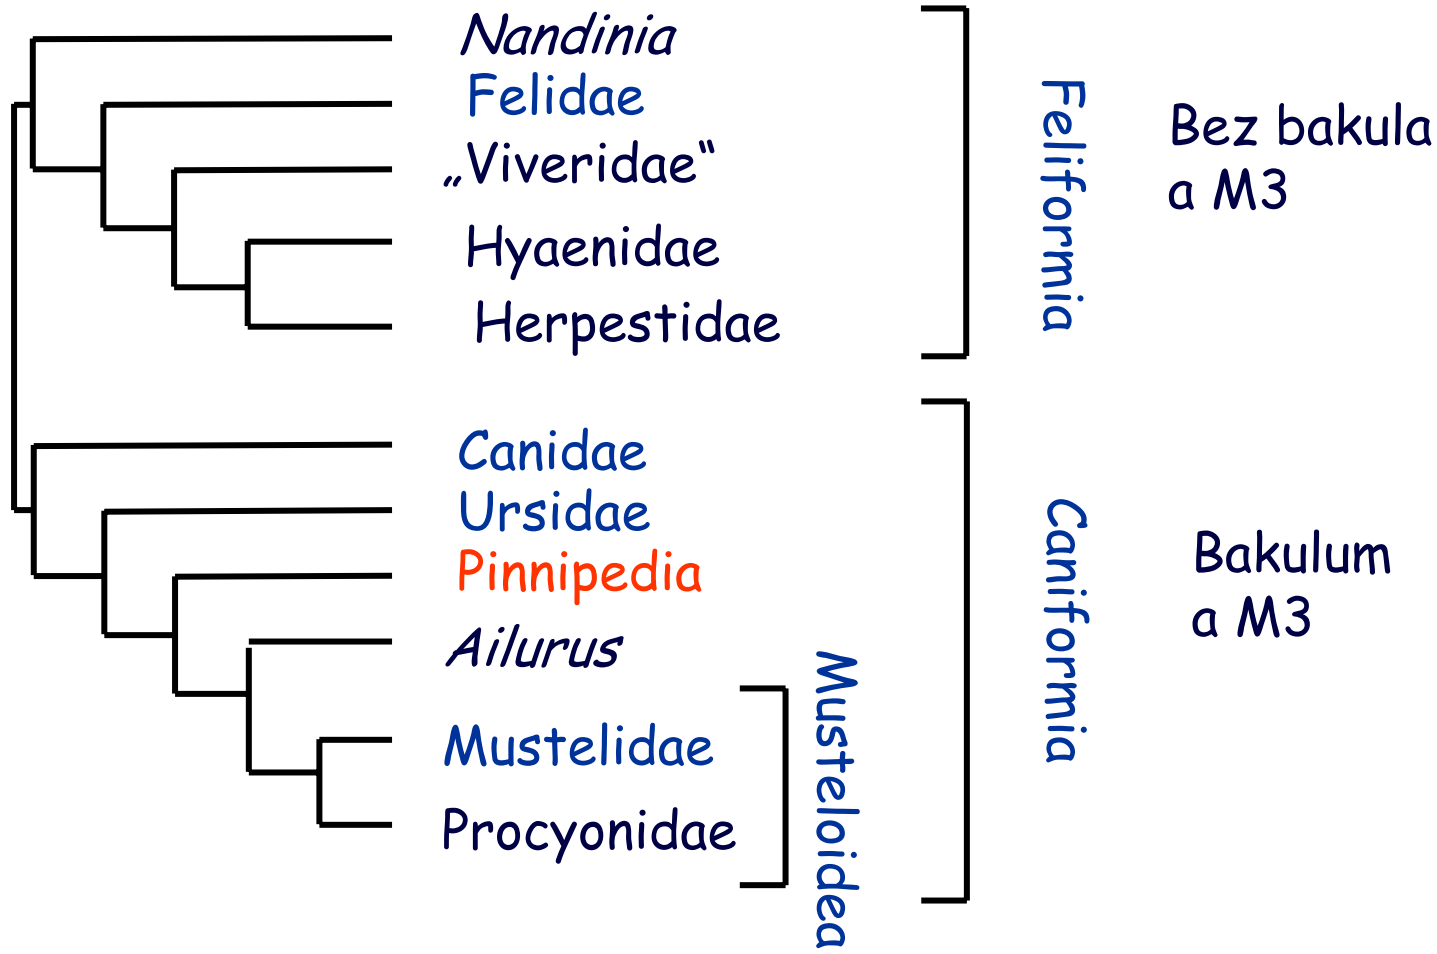 Nandinia
Felidae
„Viveridae“
Hyaenidae
Herpestidae
Feliformia
Bez bakula
a M3
Canidae
Ursidae
Pinnipedia
Ailurus
Mustelidae
Procyonidae
Musteloidea
Caniformia
Bakulum
a M3